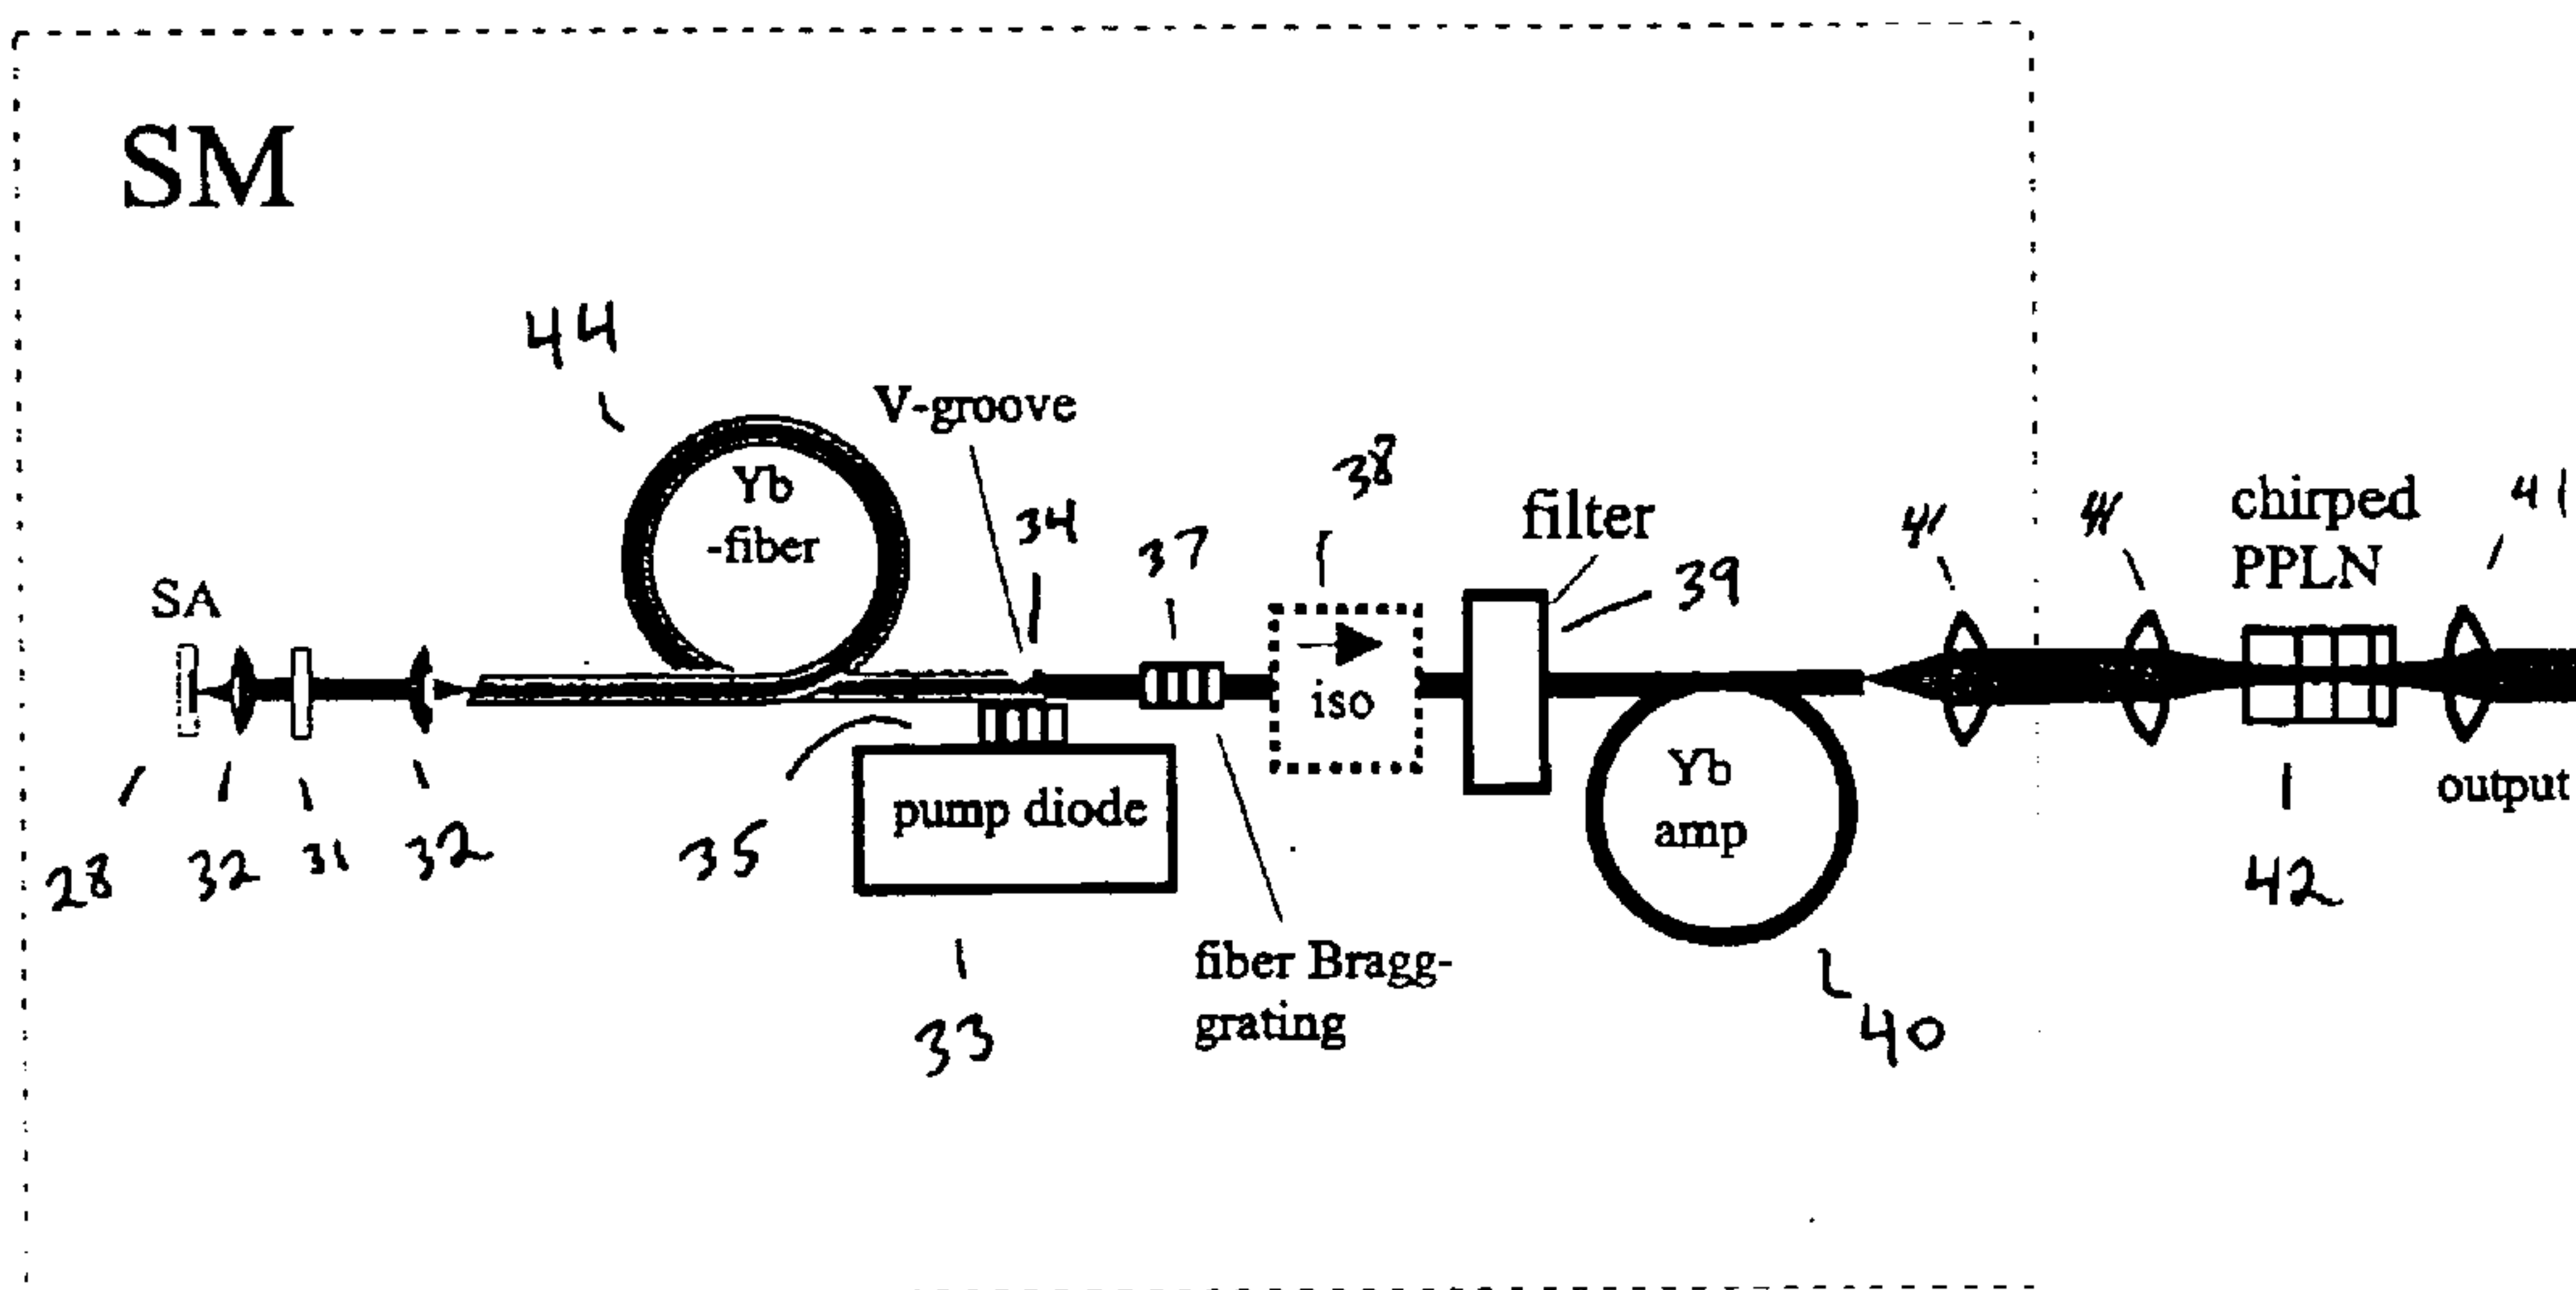 SM
44
V-groove
Yb
-fiber
34
37
38
filter
39
41
41
chirped
PPLN
41
SA
iso
28
32
31
32
35
pump diode
33
fiber Bragg-
grating
Yb
amp
40
output
42